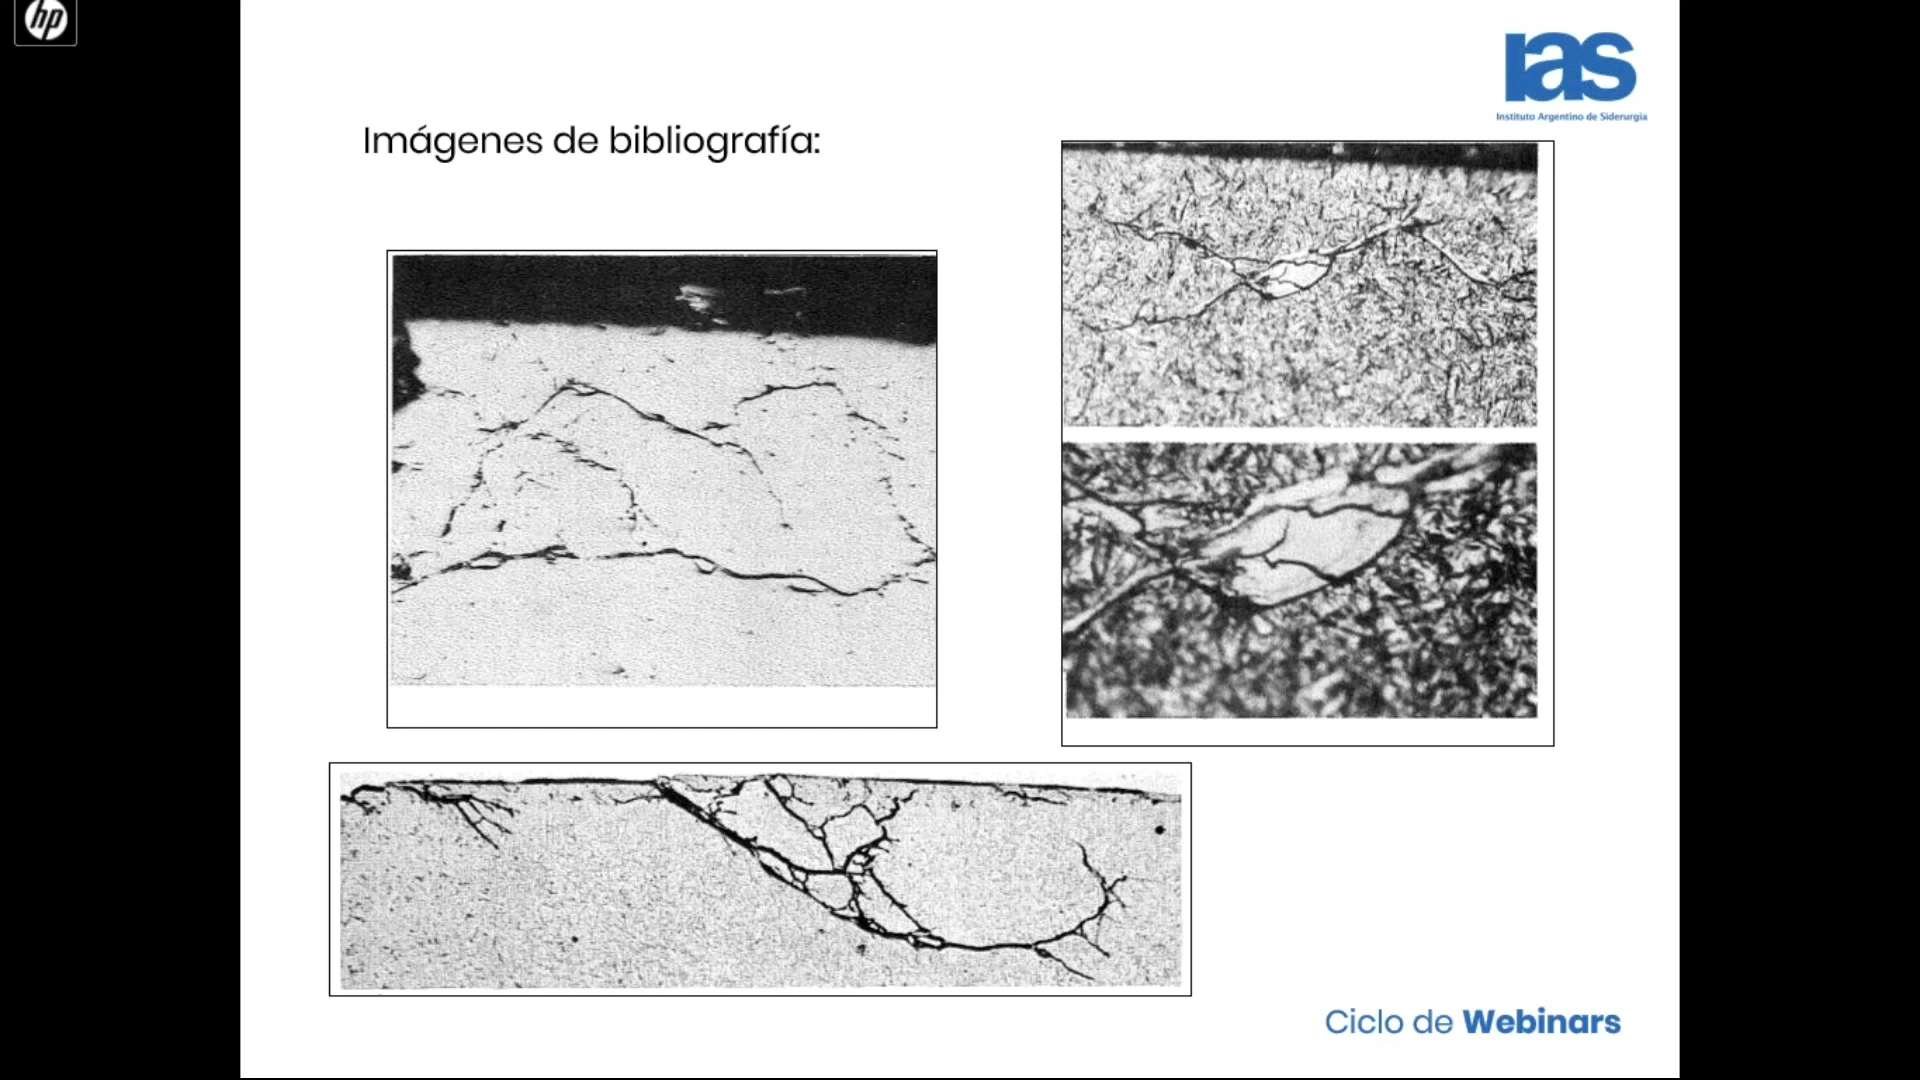 hp
ias
Instituto Argentino de Siderurgia
Imágenes de bibliografía:
Ciclo de Webinars